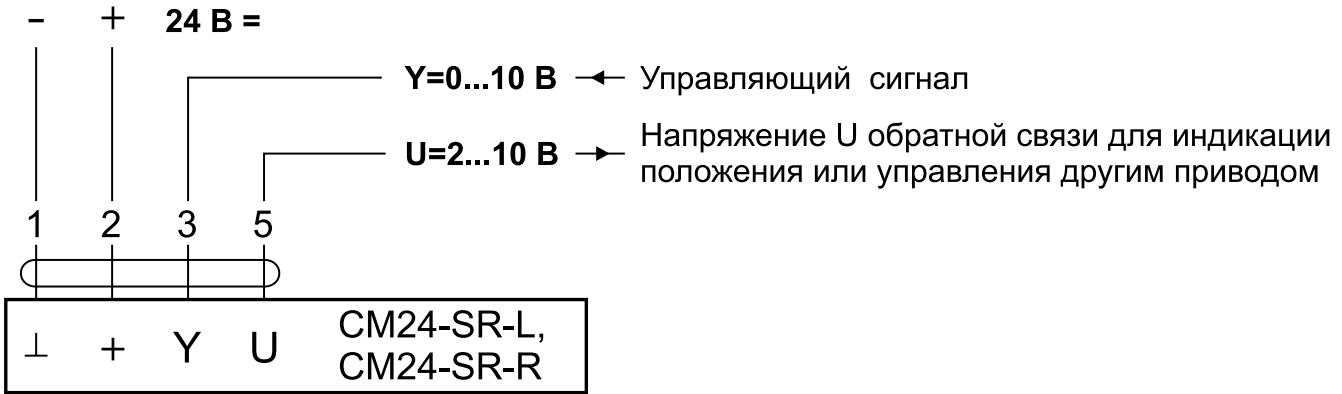 - + 24 В =
Y=0...10 В Управляющий сигнал
U=2...10 В Напряжение U обратной связи для индикации
положения или управления другим приводом
1 2 3 5
⊥ + Y U CM24-SR-L,
CM24-SR-R